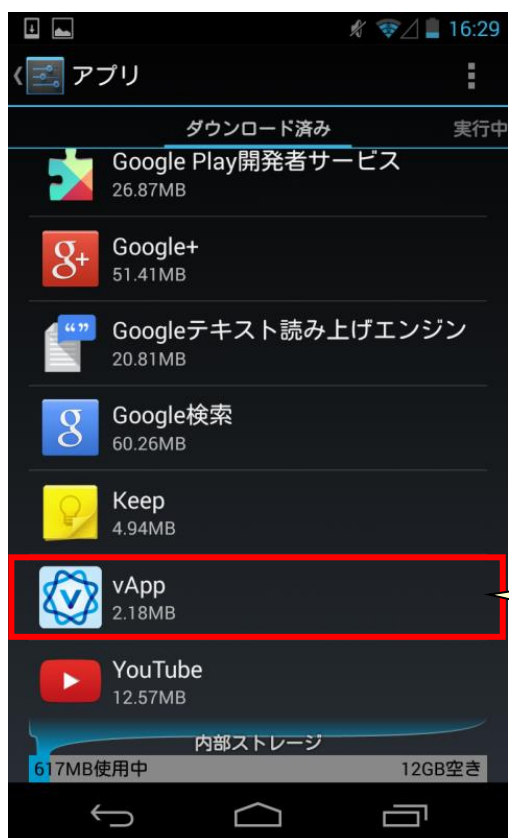 16:29
アプリ
ダウンロード済み 実行中
Google Play開発者サービス
26.87MB
Google+
51.41MB
Googleテキスト読み上げエンジン
20.81MB
Google検索
60.26MB
Keep
4.94MB
vApp
2.18MB
YouTube
12.57MB
内部ストレージ
617MB使用中 12GB空き